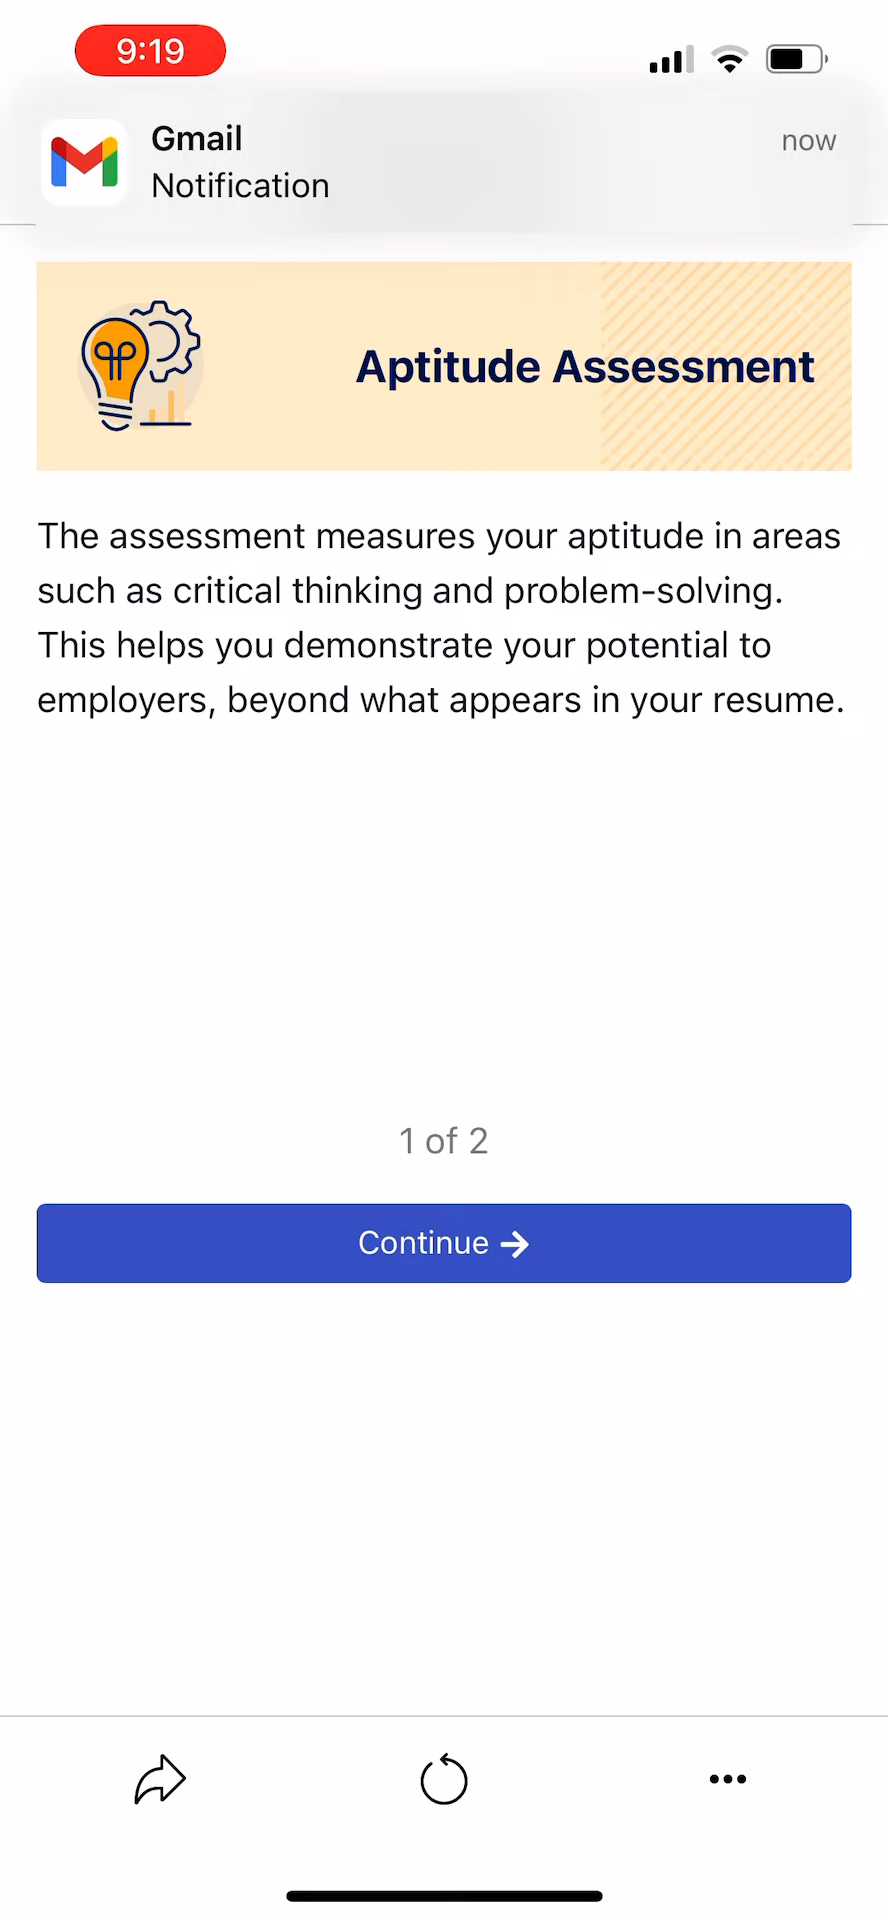 9:19
Gmail
now
Notification
Aptitude Assessment
The assessment measures your aptitude in areas
such as critical thinking and problem-solving.
This helps you demonstrate your potential to
employers, beyond what appears in your resume.
1 of 2
Continue →